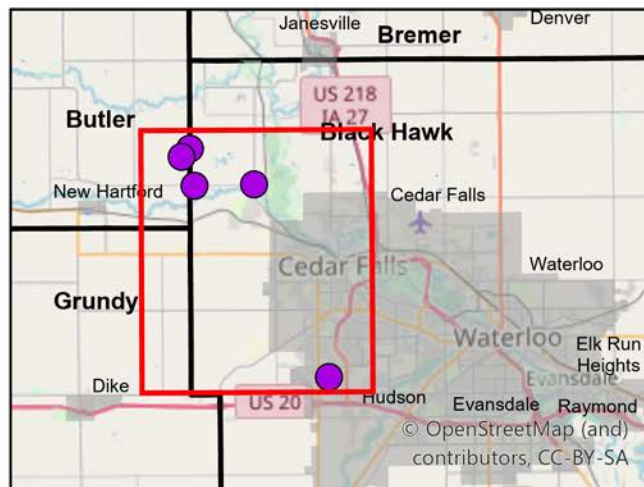 Janesville
Denver
Bremer
US 218
IA 27
Butler
Black Hawk
New Hartford
Cedar Falls
Cedar Falls
Waterloo
Grundy
Waterloo
Elk Run
Heights
Dike
Evansdale
US 20
Hudson
Evansdale
Raymond
© OpenStreetMap (and)
contributors, CC-BY-SA